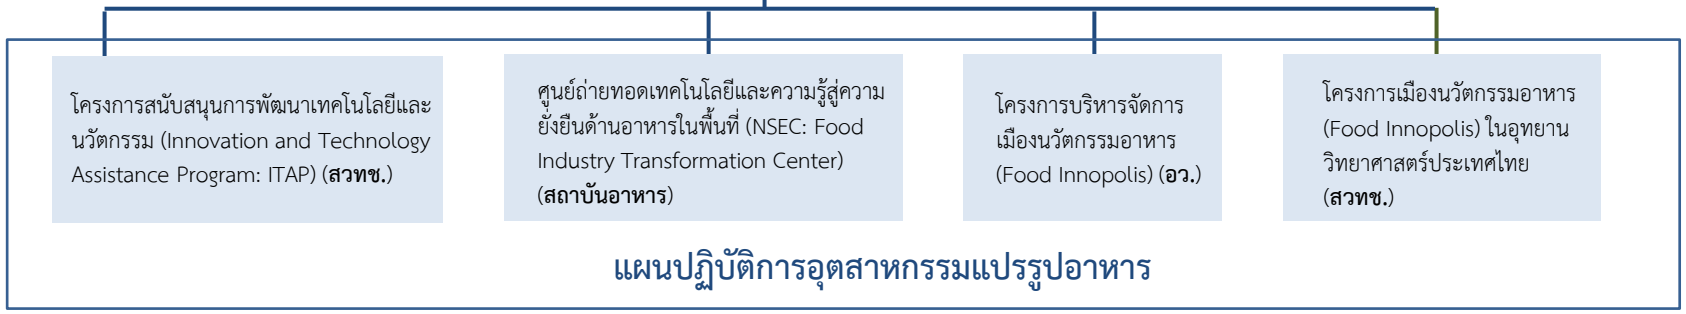 โครงการสนับสนุนการพัฒนาเทคโนโลยีและ
นวัตกรรม (Innovation and Technology
Assistance Program: ITAP) (สวทช.)
ศูนย์ถ่ายทอดเทคโนโลยีและความรู้สู่ความ
ยั่งยืนด้านอาหารในพื้นที่ (NSEC: Food
Industry Transformation Center)
(สถาบันอาหาร)
โครงการบริหารจัดการ
เมืองนวัตกรรมอาหาร
(Food Innopolis) (อว.)
โครงการเมืองนวัตกรรมอาหาร
(Food Innopolis) ในอุทยาน
วิทยาศาสตร์ประเทศไทย
(สวทช.)
แผนปฏิบัติการอุตสาหกรรมแปรรูปอาหาร